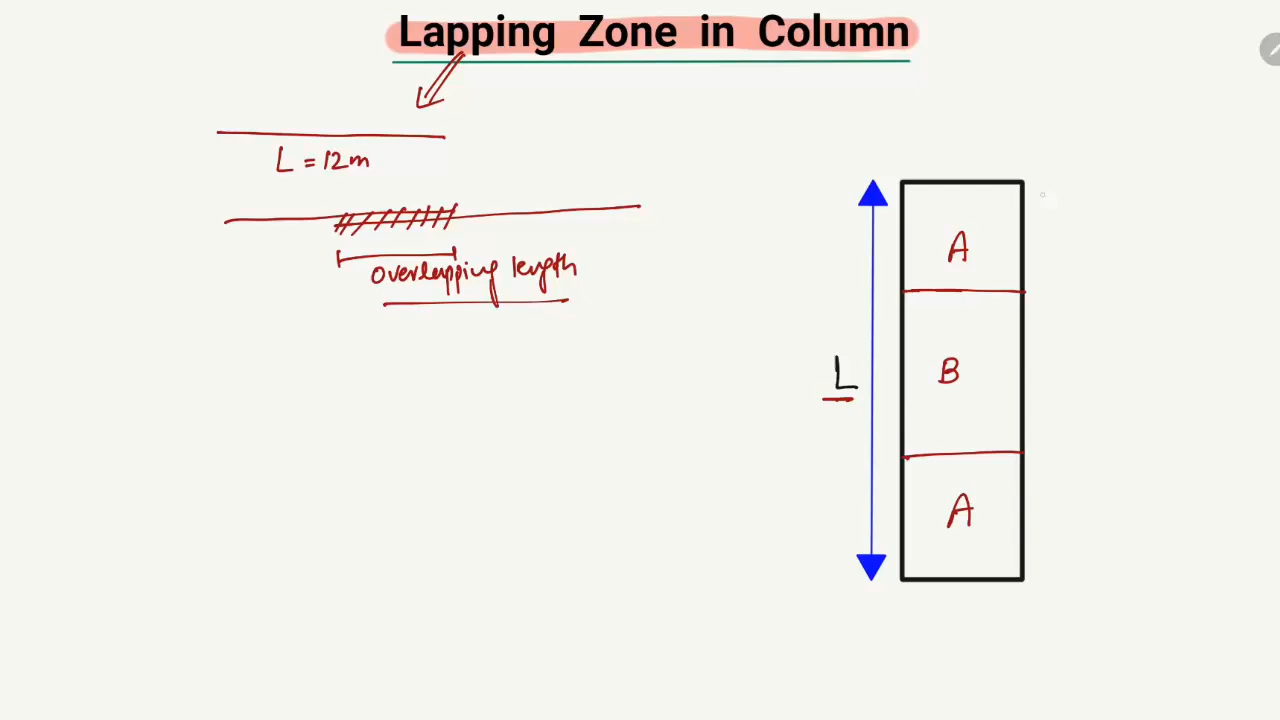 Lapping Zone in Column
L = 12m
overlapping length
A
L
B
A